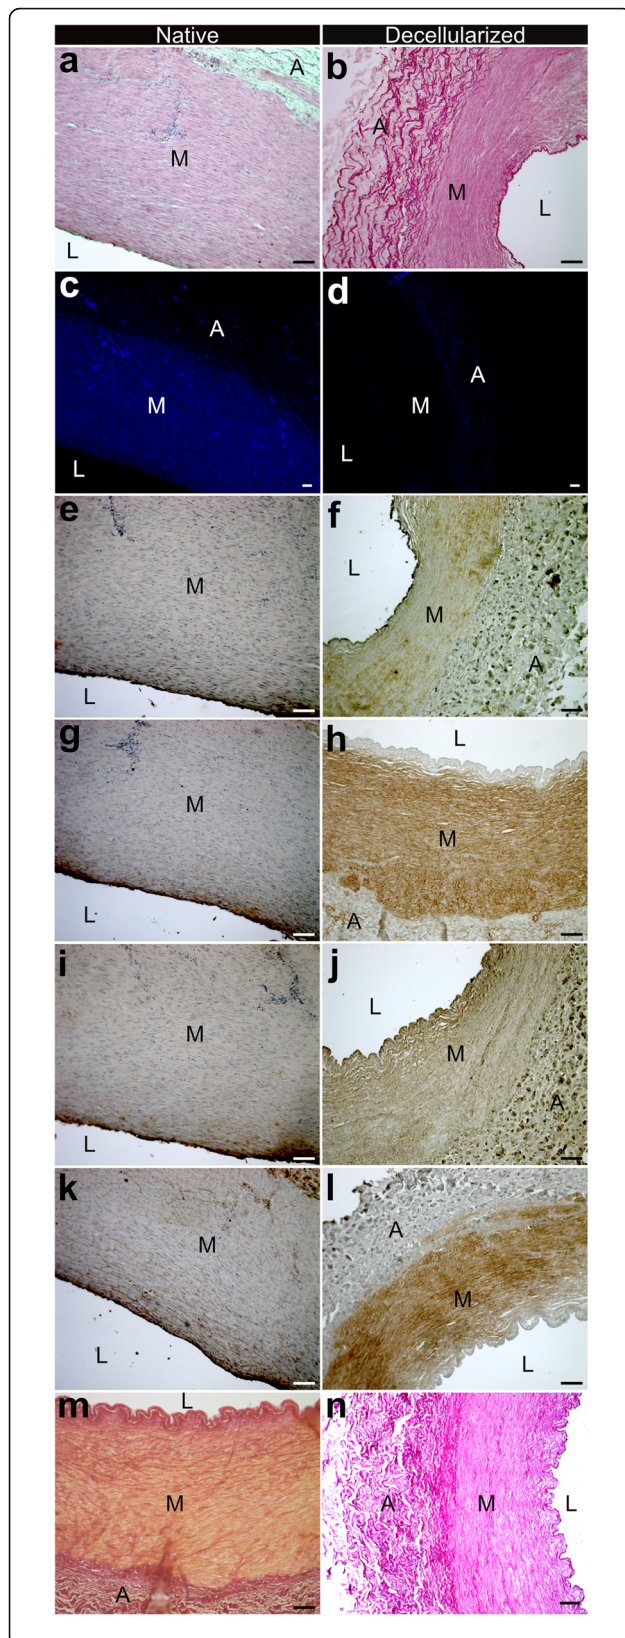 Native Decellularized
a A M L
b A M L
c A M L
d A M L
e M L
f L M A
g M L
h L M A
i M L
j L M A
k M L
l A M L
m L M A
n A M L